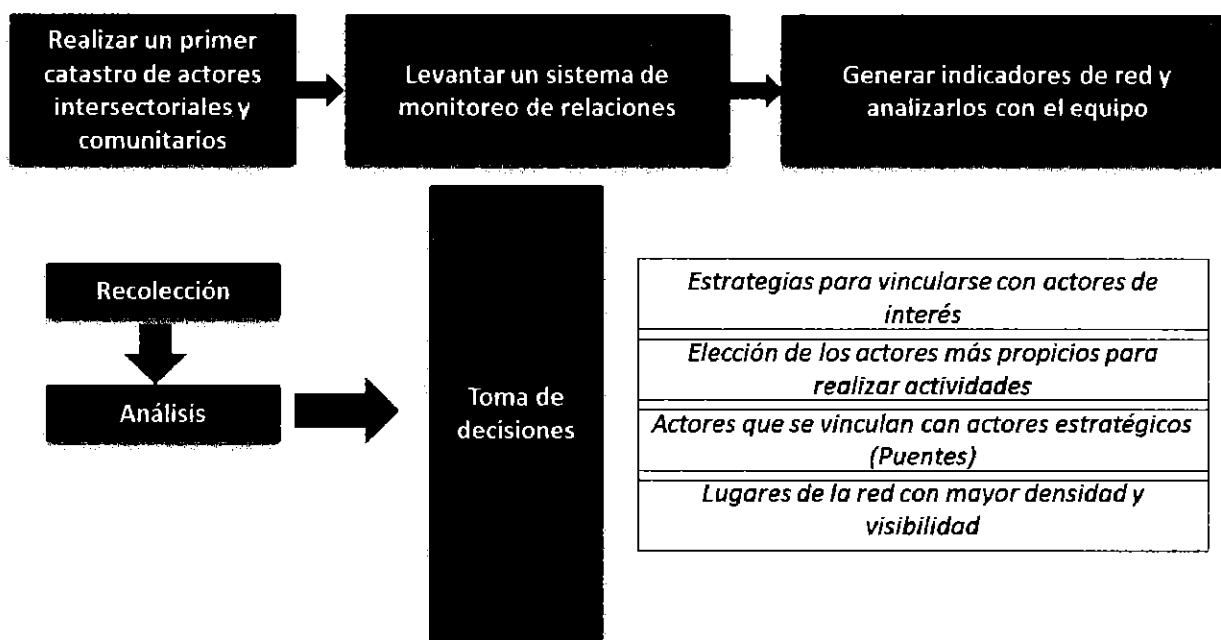 Realizar un primer
catastro de actores
intersectoriales y
comunitarios
Levantar un sistema de
monitoreo de relaciones
Generar indicadores de red y
analizarlos con el equipo
Recolección
Análisis
Toma de
decisiones
Estrategias para vincularse con actores de
interés
Elección de los actores más propicios para
realizar actividades
Actores que se vinculan can actores estratégicos
(Puentes)
Lugares de la red con mayor densidad y
visibilidad